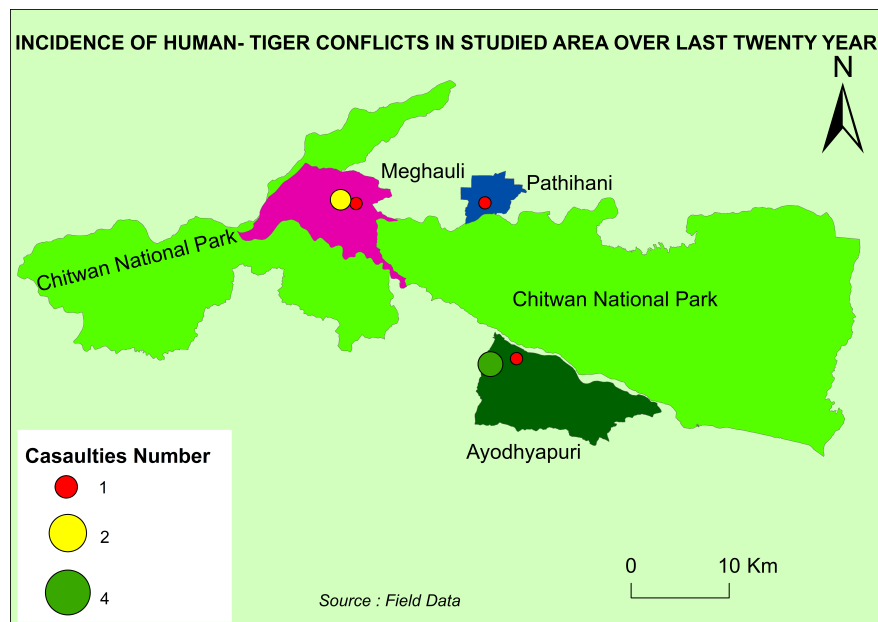 INCIDENCE OF HUMAN- TIGER CONFLICTS IN STUDIED AREA OVER LAST TWENTY YEAR
N
Meghauli
Pathihani
Chitwan National Park
Chitwan National Park
Ayodhyapuri
Casaulties Number
1
2
4
0 10 Km
Source : Field Data